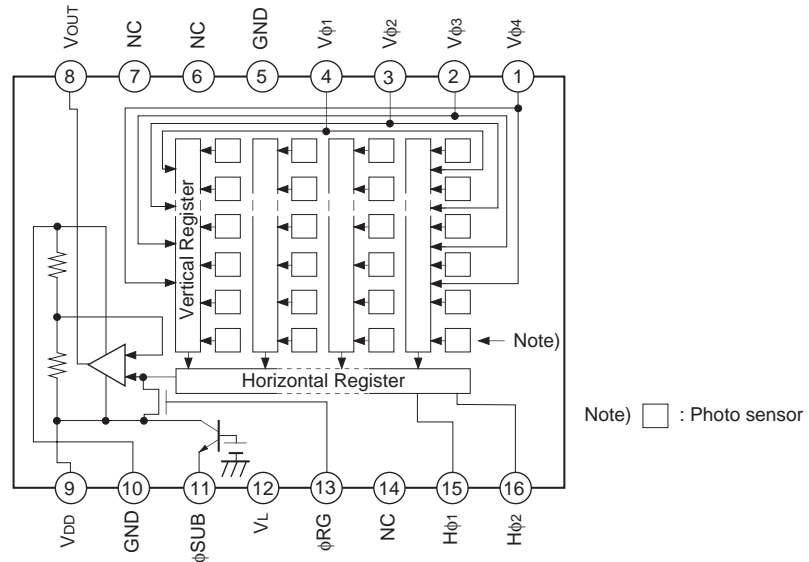 VOUT
NC
NC
GND
Vϕ1
Vϕ2
Vϕ3
Vϕ4
8
7
6
5
4
3
2
1
Vertical Register
Note)
Horizontal Register
Note) : Photo sensor
9
10
11
12
13
14
15
16
VDD
GND
ϕSUB
VL
ϕRG
NC
Hϕ1
Hϕ2